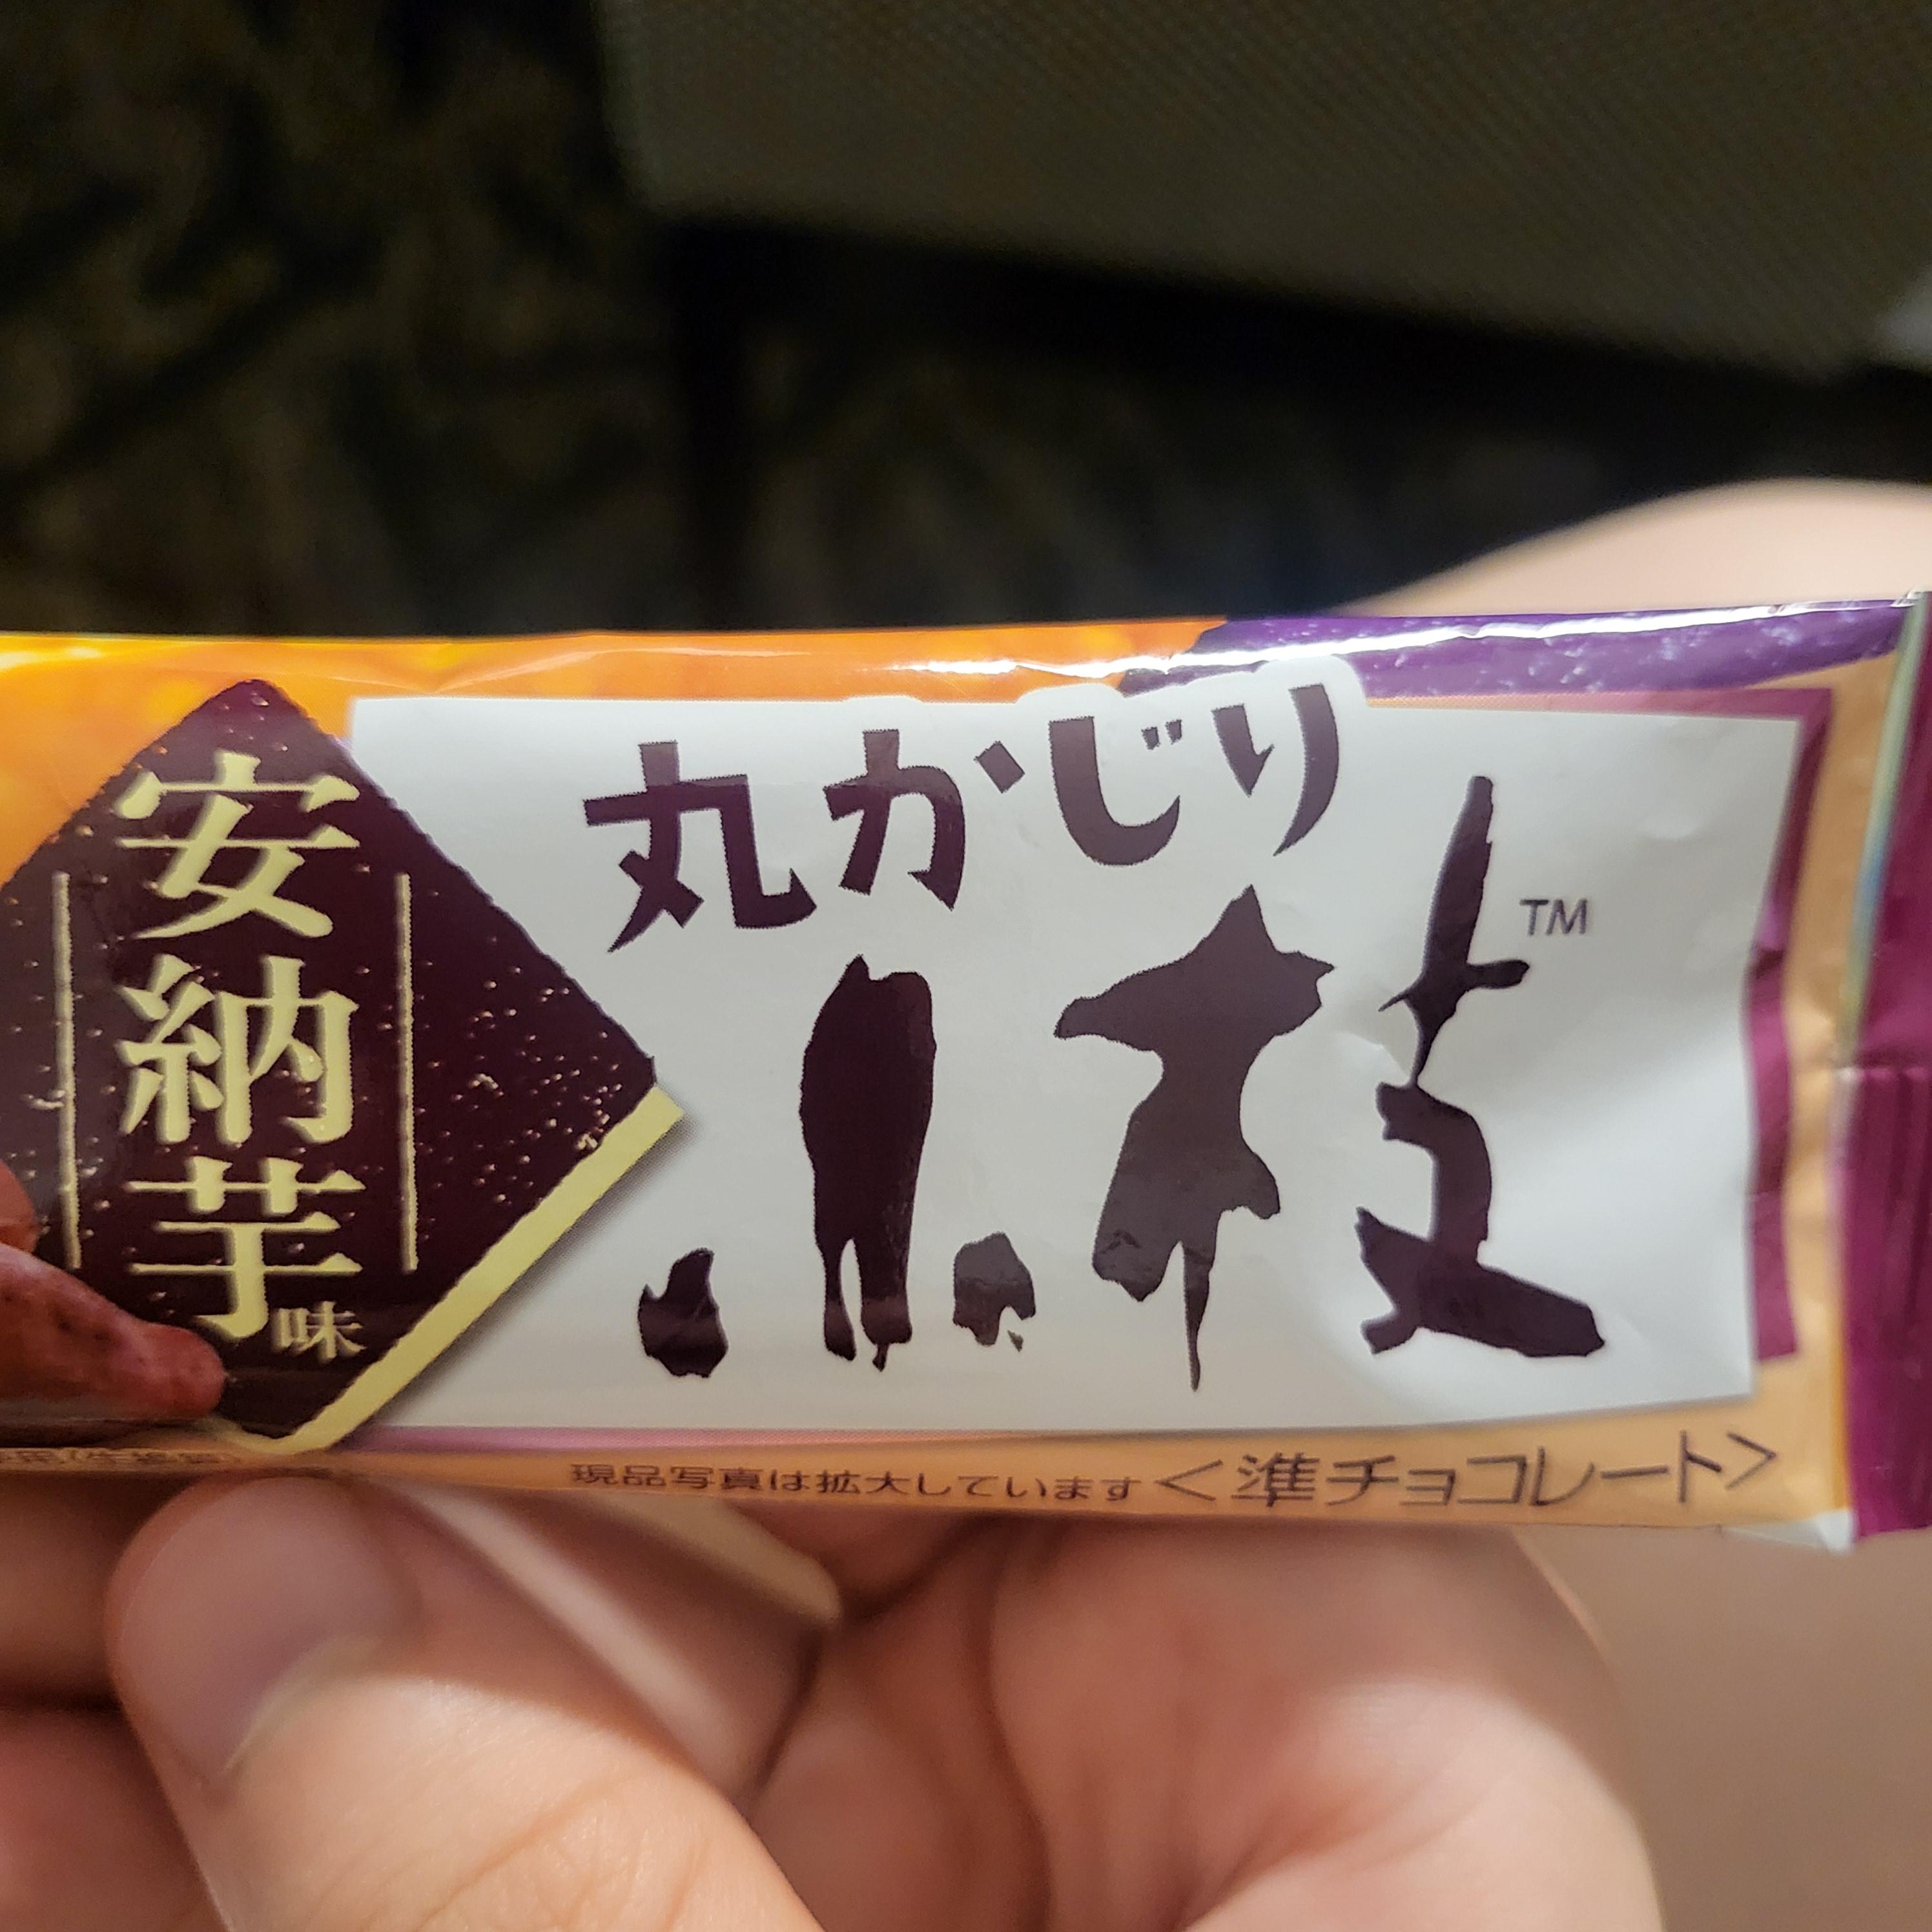 安納芋味
丸かじり
小枝 TM
現品写真は拡大しています <準チョコレート>